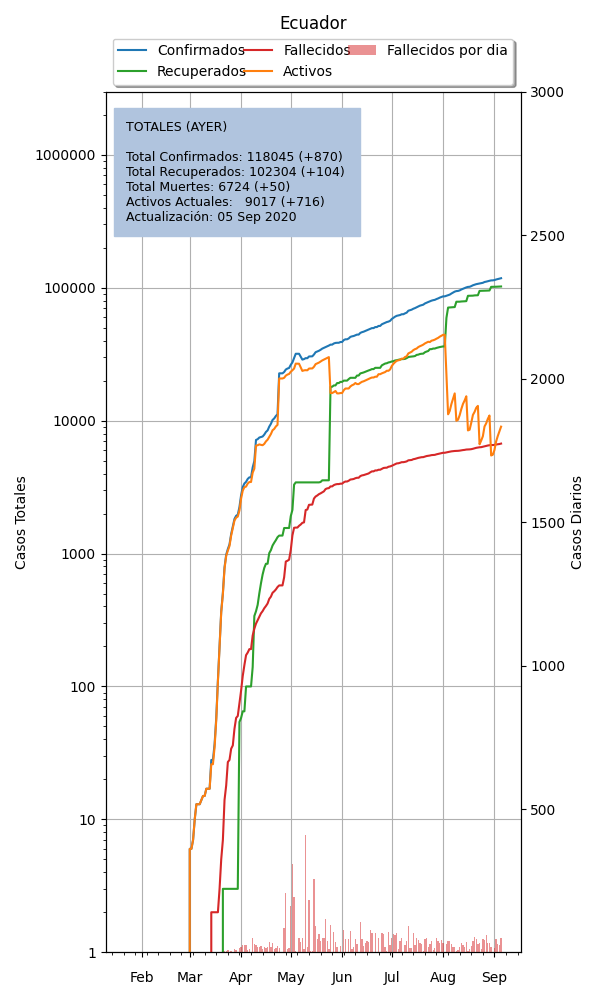 Ecuador
Confirmados
Fallecidos
Fallecidos por dia
Recuperados
Activos
TOTALES (AYER)
Total Confirmados: 118045 (+870)
Total Recuperados: 102304 (+104)
Total Muertes: 6724 (+50)
Activos Actuales:   9017 (+716)
Actualización: 05 Sep 2020
Casos Totales
1000000
100000
10000
1000
100
10
1
3000
2500
2000
1500
1000
500
Casos Diarios
Feb
Mar
Apr
May
Jun
Jul
Aug
Sep